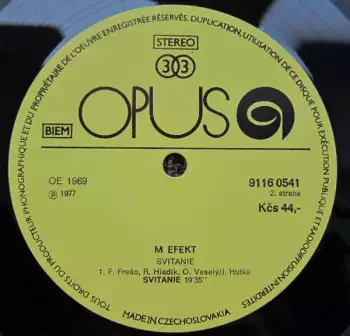 TOUS DROITS DU PRODUCTEUR PHONOGRAPHIQUE ET DU PROPRIÉTAIRE DE L'OEUVRE ENREGISTRÉE RÉSERVÉS. DUPLICATION, UTILISATION DE CE DISQUE POUR EXÉCUTION PUBLIQUE ET RADIODIFFUSION INTERDITES
STEREO
33
BIEM
OPUS
OE 1969
Ⓟ 1977
9116 0541
2. strana
Kčs 44,-
M EFEKT
SVITANIE
1. F. Frešo, R. Hladík, O. Veselý/J. Hutka
SVITANIE 19'35"
MADE IN CZECHOSLOVAKIA